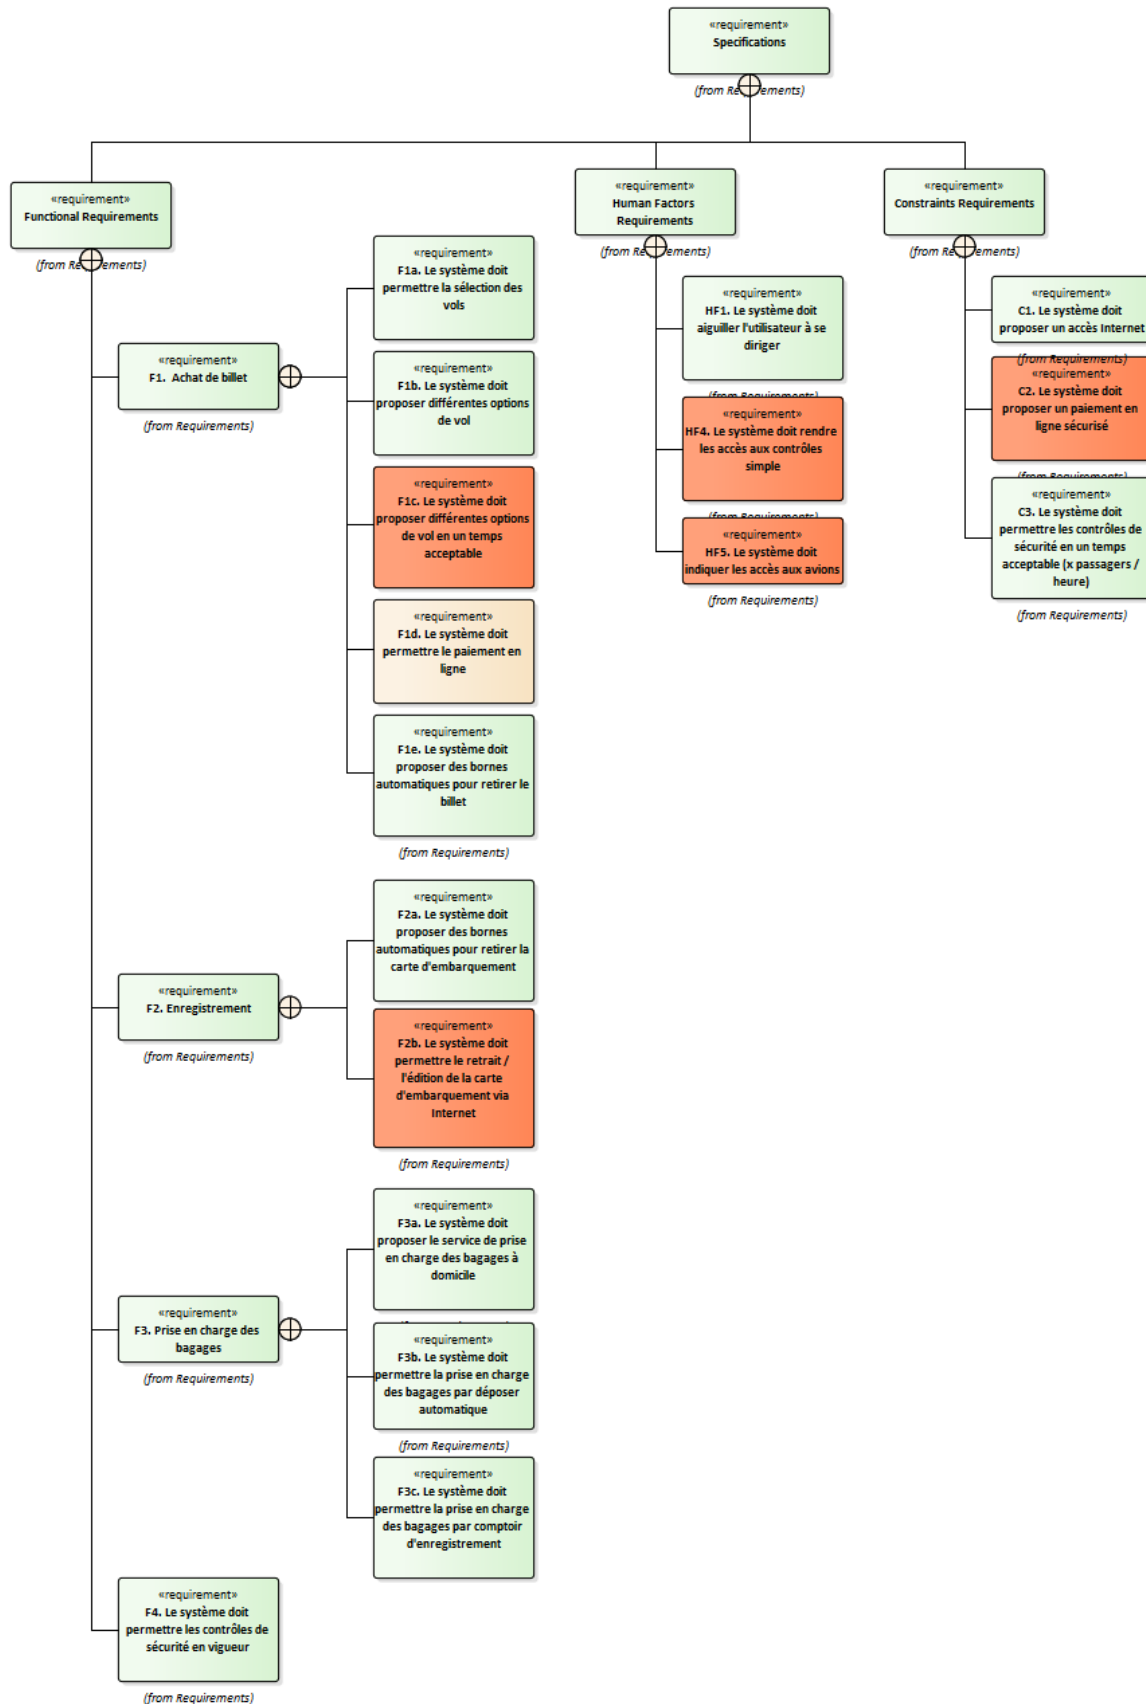 «requirement»
Specifications
(from Requirements)
«requirement»
Functional Requirements
(from Requirements)
«requirement»
Human Factors
Requirements
(from Requirements)
«requirement»
Constraints Requirements
(from Requirements)
«requirement»
F1. Achat de billet
(from Requirements)
«requirement»
F1a. Le système doit
permettre la sélection des
vols
«requirement»
F1b. Le système doit
proposer différentes options
de vol
«requirement»
F1c. Le système doit
proposer différentes options
de vol en un temps
acceptable
«requirement»
F1d. Le système doit
permettre le paiement en
ligne
«requirement»
F1e. Le système doit
proposer des bornes
automatiques pour retirer le
billet
(from Requirements)
«requirement»
F2. Enregistrement
(from Requirements)
«requirement»
F2a. Le système doit
proposer des bornes
automatiques pour retirer la
carte d'embarquement
«requirement»
F2b. Le système doit
permettre le retrait /
l'édition de la carte
d'embarquement via
Internet
(from Requirements)
«requirement»
F3. Prise en charge des
bagages
(from Requirements)
«requirement»
F3a. Le système doit
proposer le service de prise
en charge des bagages à
domicile
«requirement»
F3b. Le système doit
permettre la prise en charge
des bagages par déposer
automatique
(from Requirements)
«requirement»
F3c. Le système doit
permettre la prise en charge
des bagages par comptoir
d'enregistrement
«requirement»
F4. Le système doit
permettre les contrôles de
sécurité en vigueur
(from Requirements)
«requirement»
HF1. Le système doit
aiguiller l'utilisateur à se
diriger
(from Requirements)
«requirement»
HF4. Le système doit rendre
les accès aux contrôles
simple
(from Requirements)
«requirement»
HF5. Le système doit
indiquer les accès aux avions
(from Requirements)
«requirement»
C1. Le système doit
proposer un accès Internet
(from Requirements)
«requirement»
C2. Le système doit
proposer un paiement en
ligne sécurisé
(from Requirements)
«requirement»
C3. Le système doit
permettre les contrôles de
sécurité en un temps
acceptable (x passagers /
heure)
(from Requirements)